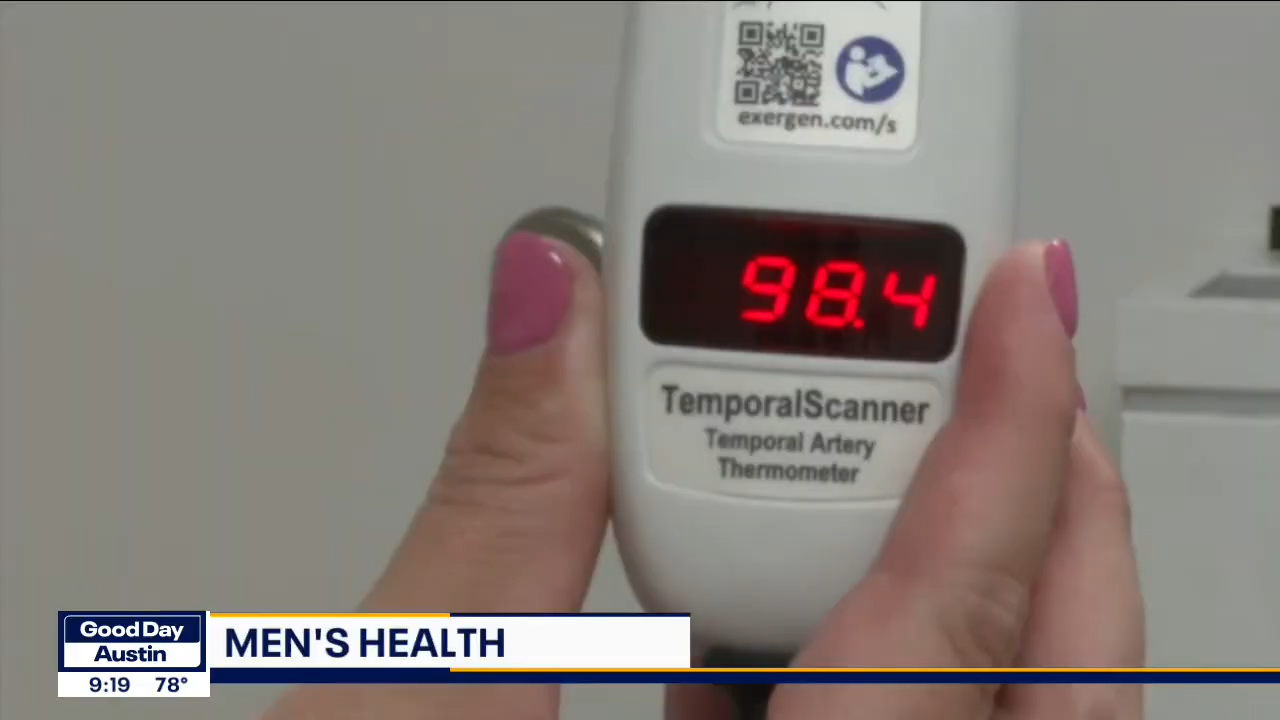 exergen.com/s
98.4
TemporalScanner
Temporal Artery
Thermometer
Good Day
Austin
MEN'S HEALTH
9:19 78°